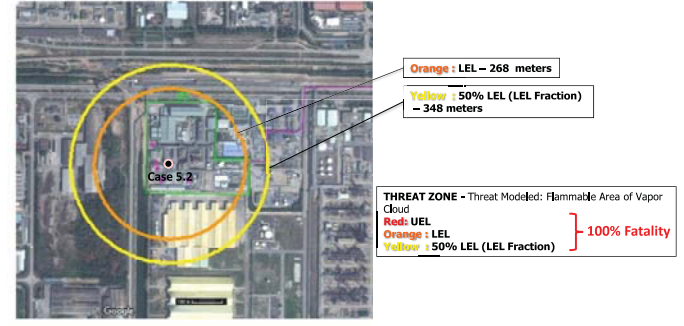 Orange : LEL – 268 meters
Yellow : 50% LEL (LEL Fraction)
– 348 meters
Case 5.2
THREAT ZONE - Threat Modeled: Flammable Area of Vapor
Cloud
Red: UEL
Orange : LEL
Yellow : 50% LEL (LEL Fraction)
100% Fatality
Google